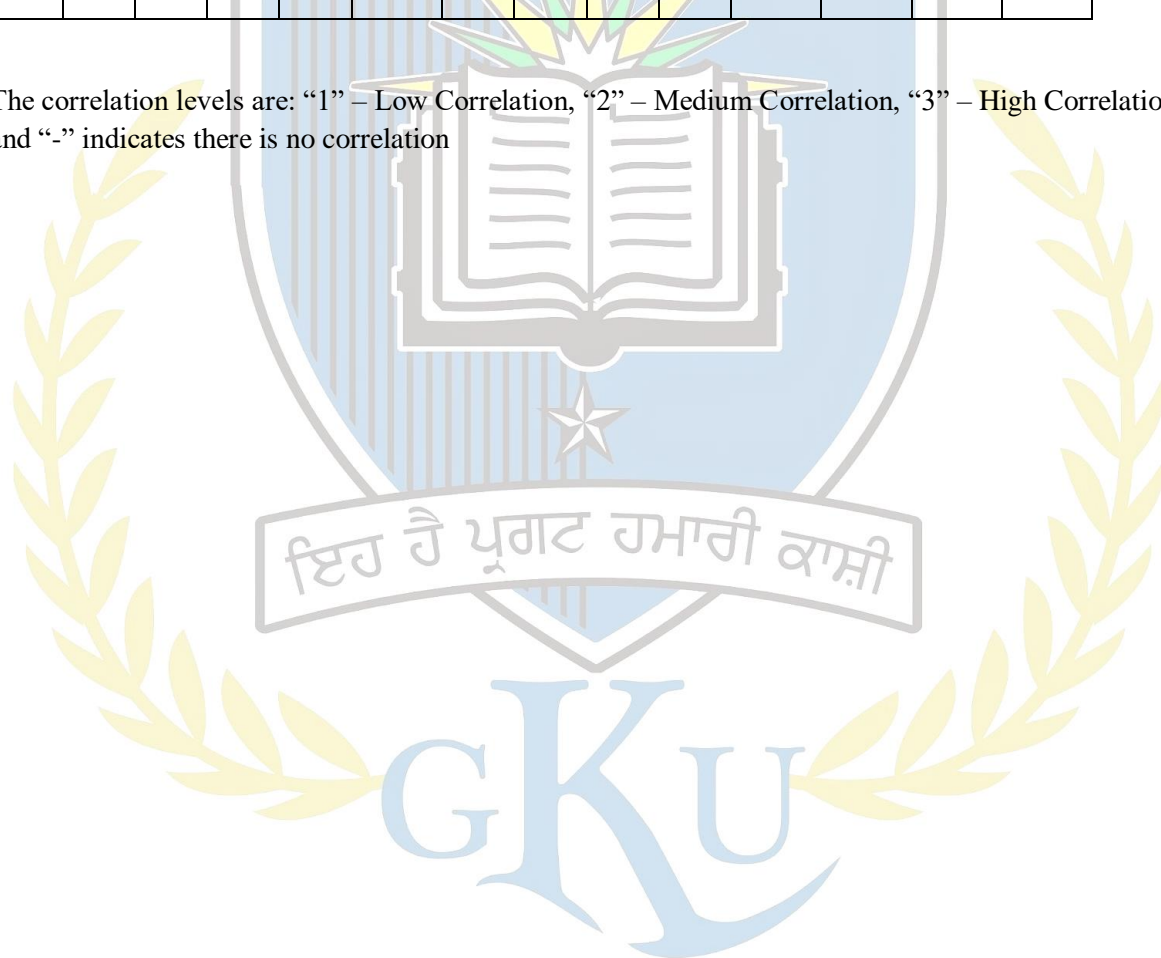 The correlation levels are: “1” – Low Correlation, “2” – Medium Correlation, “3” – High Correlatio
and “-” indicates there is no correlation
ਇਹ ਹੈ ਪ੍ਰਗਟ ਹਮਾਰੀ ਕਾਸ਼ੀ
GKU